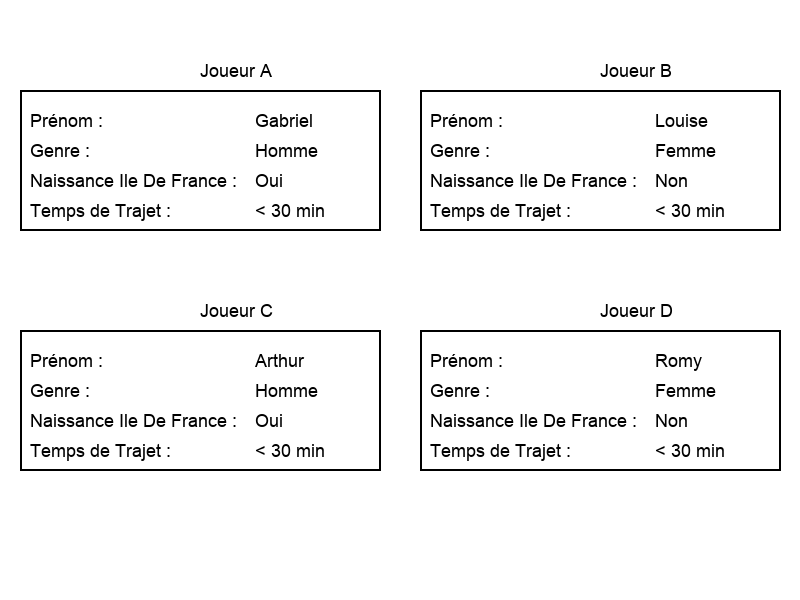 Joueur A
Prénom : Gabriel
Genre : Homme
Naissance Ile De France : Oui
Temps de Trajet : < 30 min
Joueur B
Prénom : Louise
Genre : Femme
Naissance Ile De France : Non
Temps de Trajet : < 30 min
Joueur C
Prénom : Arthur
Genre : Homme
Naissance Ile De France : Oui
Temps de Trajet : < 30 min
Joueur D
Prénom : Romy
Genre : Femme
Naissance Ile De France : Non
Temps de Trajet : < 30 min